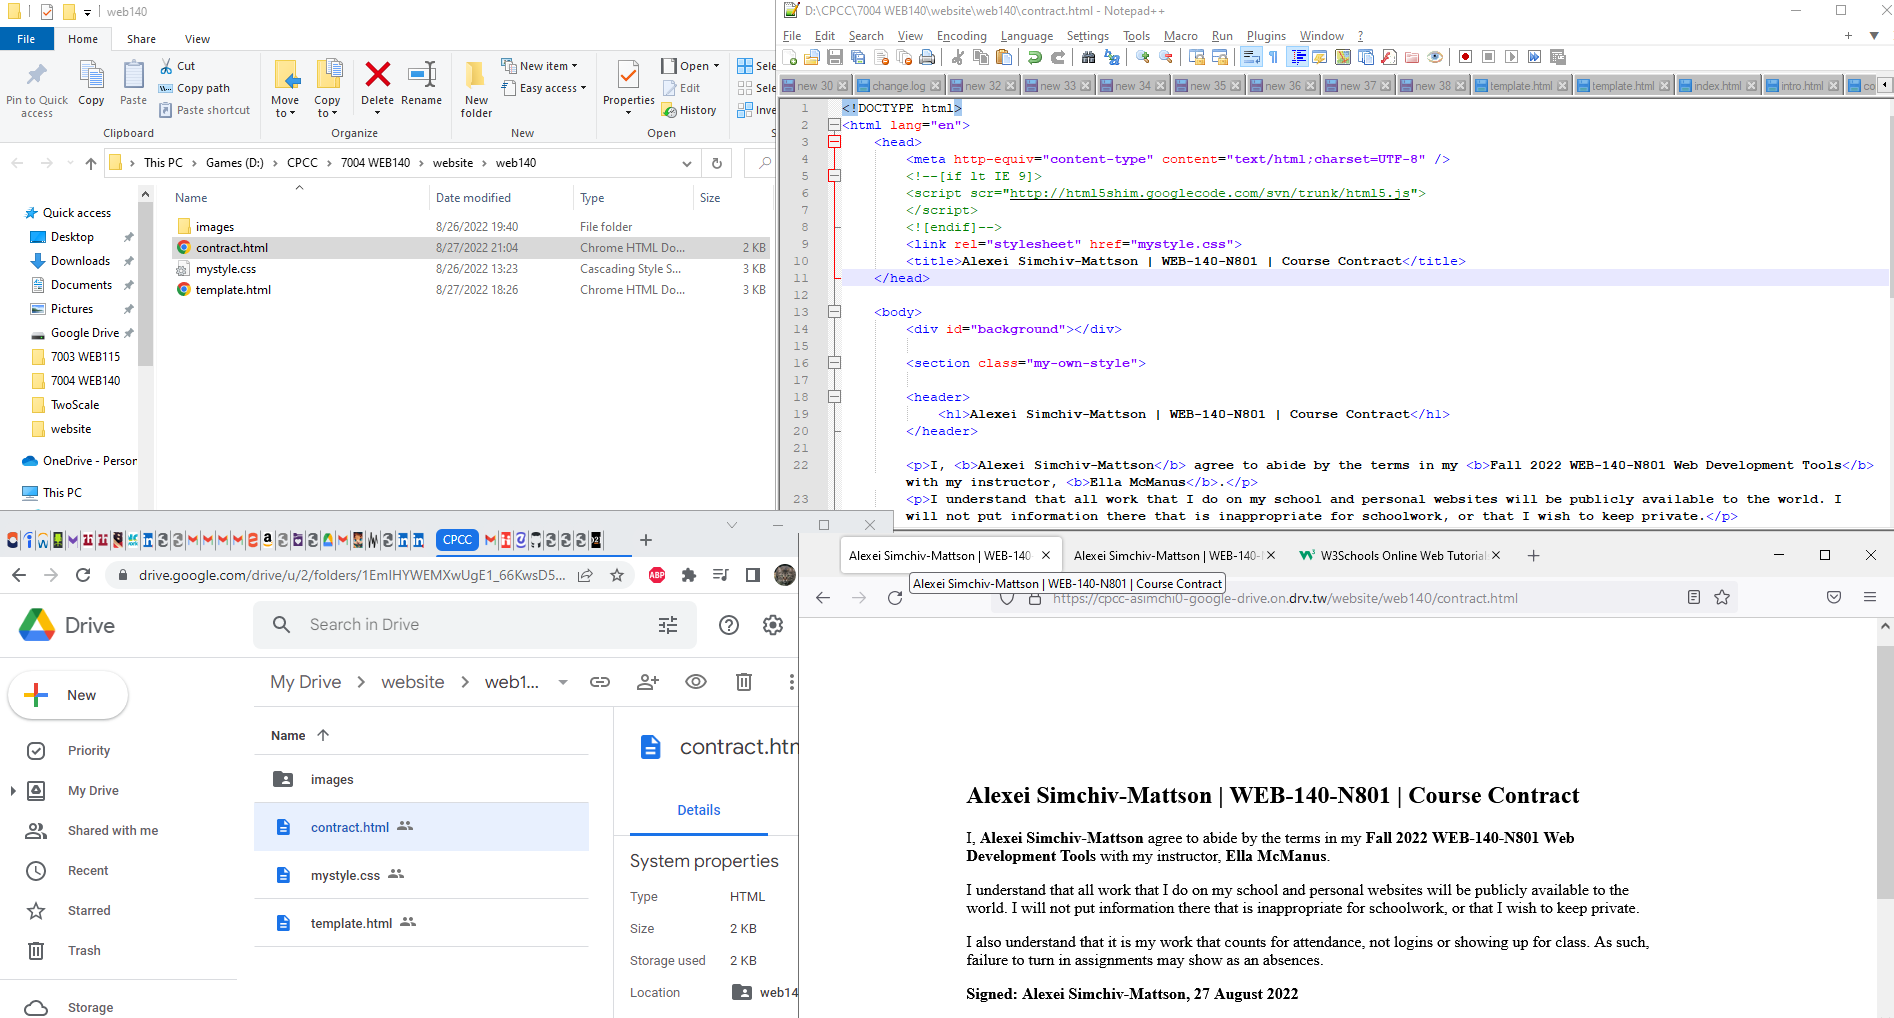 web140
File
Home
Share
View
Pin to Quick
access
Copy
Paste
Cut
Copy path
Paste shortcut
Move
to
Copy
to
Delete
Rename
New
folder
New item
Easy access
Properties
Open
Edit
History
Sele
Sele
Inve
Clipboard
Organize
New
Open
This PC > Games (D:) > CPCC > 7004 WEB140 > website > web140
Name
Date modified
Type
Size
Quick access
Desktop
Downloads
Documents
Pictures
Google Drive
7003 WEB115
7004 WEB140
TwoScale
website
OneDrive - Person
This PC
images 8/26/2022 19:40 File folder
contract.html 8/27/2022 21:04 Chrome HTML Do... 2 KB
mystyle.css 8/26/2022 13:23 Cascading Style S... 3 KB
template.html 8/27/2022 18:26 Chrome HTML Do... 3 KB
D:\CPCC\7004 WEB140\website\web140\contract.html - Notepad++
File Edit Search View Encoding Language Settings Tools Macro Run Plugins Window ?
new 30 change.log new 32 new 33 new 34 new 35 new 36 new 37 new 38 template.html template.html index.html intro.html co
1 <!DOCTYPE html>
2 <html lang="en">
3 <head>
4 <meta http-equiv="content-type" content="text/html;charset=UTF-8" />
5 <!--[if lt IE 9]>
6 <script scr="http://html5shim.googlecode.com/svn/trunk/html5.js">
7 </script>
8 <![endif]-->
9 <link rel="stylesheet" href="mystyle.css">
10 <title>Alexei Simchiv-Mattson | WEB-140-N801 | Course Contract</title>
11 </head>
12
13 <body>
14 <div id="background"></div>
15
16 <section class="my-own-style">
17
18 <header>
19 <h1>Alexei Simchiv-Mattson | WEB-140-N801 | Course Contract</h1>
20 </header>
21
22 <p>I, <b>Alexei Simchiv-Mattson</b> agree to abide by the terms in my <b>Fall 2022 WEB-140-N801 Web Development Tools</b>
with my instructor, <b>Ella McManus</b>.</p>
23 <p>I understand that all work that I do on my school and personal websites will be publicly available to the world. I
will not put information there that is inappropriate for schoolwork, or that I wish to keep private.</p>
CPCC
drive.google.com/drive/u/2/folders/1EmIHYWEMXwUgE1_66KwsD5...
ABP
Drive
Search in Drive
New
Priority
My Drive
Shared with me
Recent
Starred
Trash
Storage
My Drive > website > web1...
Name
images
contract.html
mystyle.css
template.html
contract.htm
Details
System properties
Type HTML
Size 2 KB
Storage used 2 KB
Location web14
Alexei Simchiv-Mattson | WEB-140-
Alexei Simchiv-Mattson | WEB-140-
W3Schools Online Web Tutorial
Alexei Simchiv-Mattson | WEB-140-N801 | Course Contract
https://cpcc-asimchi0-google-drive.on.drv.tw/website/web140/contract.html
Alexei Simchiv-Mattson | WEB-140-N801 | Course Contract
I, Alexei Simchiv-Mattson agree to abide by the terms in my Fall 2022 WEB-140-N801 Web
Development Tools with my instructor, Ella McManus.
I understand that all work that I do on my school and personal websites will be publicly available to the
world. I will not put information there that is inappropriate for schoolwork, or that I wish to keep private.
I also understand that it is my work that counts for attendance, not logins or showing up for class. As such,
failure to turn in assignments may show as an absences.
Signed: Alexei Simchiv-Mattson, 27 August 2022